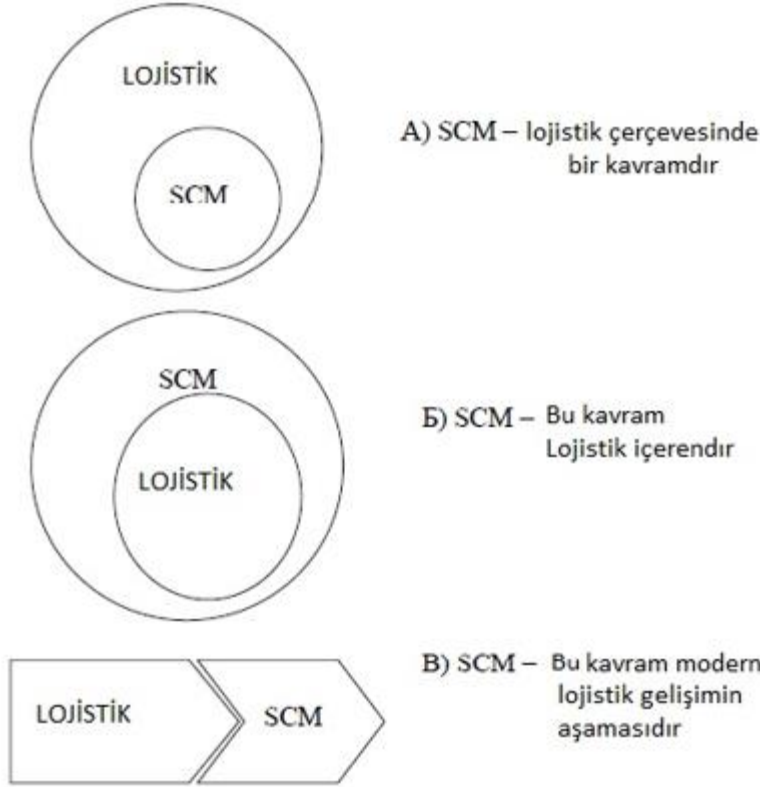 LOJİSTİK
SCM
A) SCM – lojistik çerçevesinde
bir kavramdır
SCM
LOJİSTİK
Б) SCM – Bu kavram
Lojistik içerendır
LOJİSTİK
SCM
B) SCM – Bu kavram modern
lojistik gelişimin
aşamasıdır